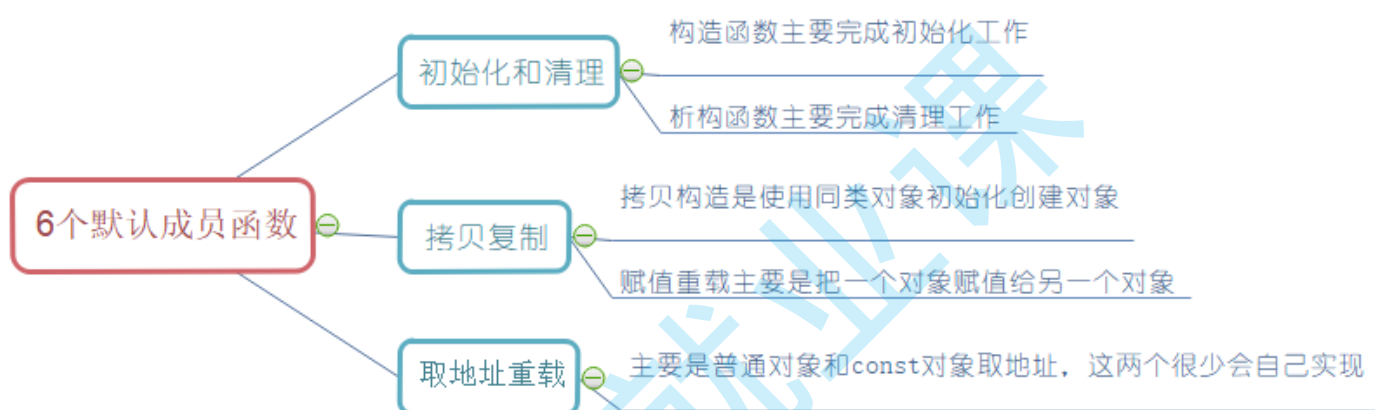 构造函数主要完成初始化工作
初始化和清理
析构函数主要完成清理工作
拷贝构造是使用同类对象初始化创建对象
6个默认成员函数
拷贝复制
赋值重载主要是把一个对象赋值给另一个对象
取地址重载
主要是普通对象和const对象取地址，这两个很少会自己实现
就业课